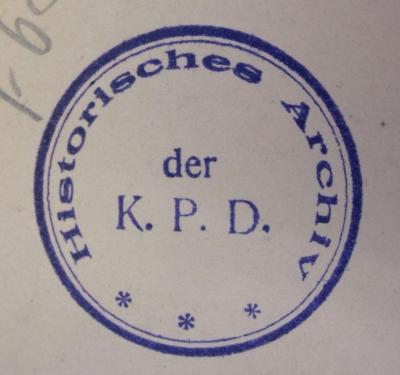 Historisches Archiv
der
K. P. D.
* * *